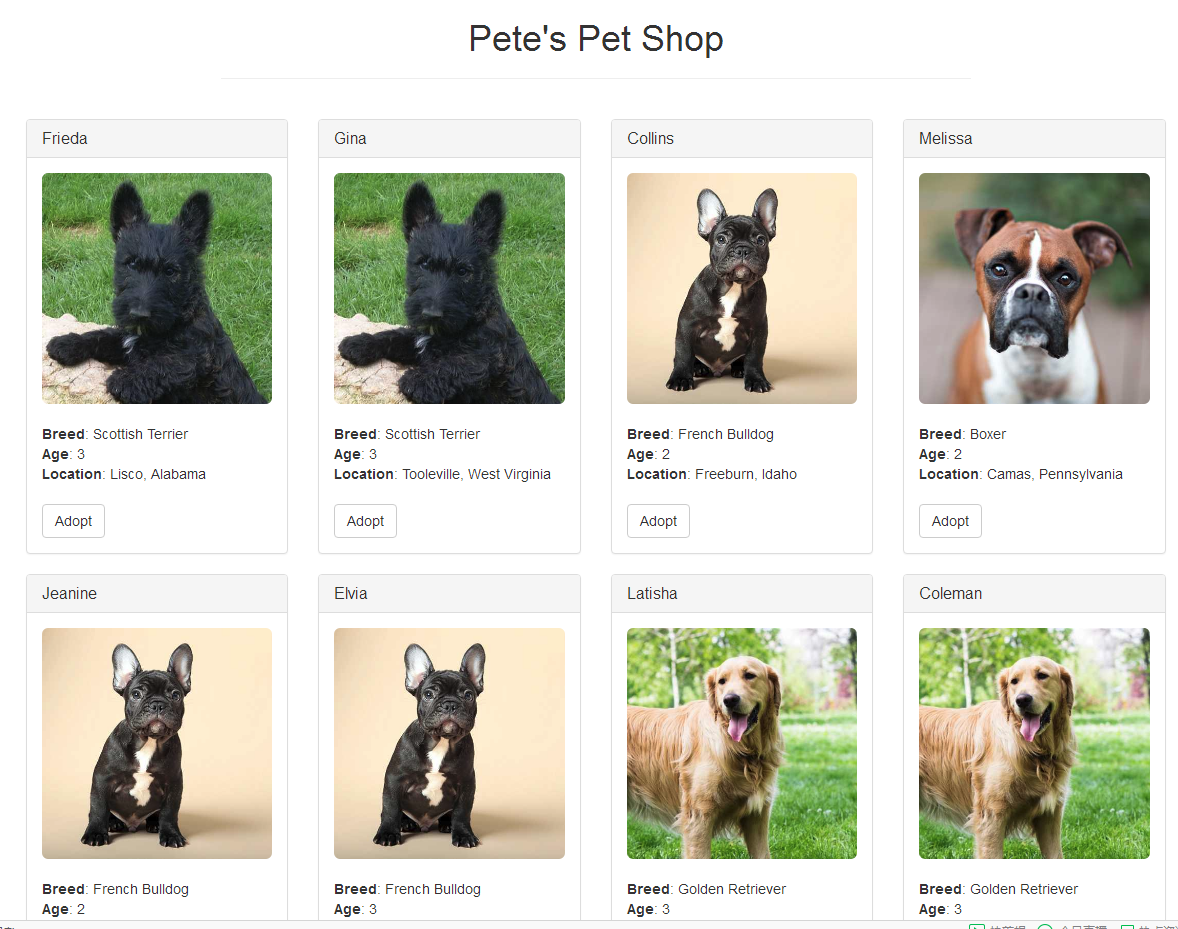 Pete's Pet Shop
Frieda
Breed: Scottish Terrier
Age: 3
Location: Lisco, Alabama
Adopt
Gina
Breed: Scottish Terrier
Age: 3
Location: Tooleville, West Virginia
Adopt
Collins
Breed: French Bulldog
Age: 2
Location: Freeburn, Idaho
Adopt
Melissa
Breed: Boxer
Age: 2
Location: Camas, Pennsylvania
Adopt
Jeanine
Breed: French Bulldog
Age: 2
Elvia
Breed: French Bulldog
Age: 3
Latisha
Breed: Golden Retriever
Age: 3
Coleman
Breed: Golden Retriever
Age: 3